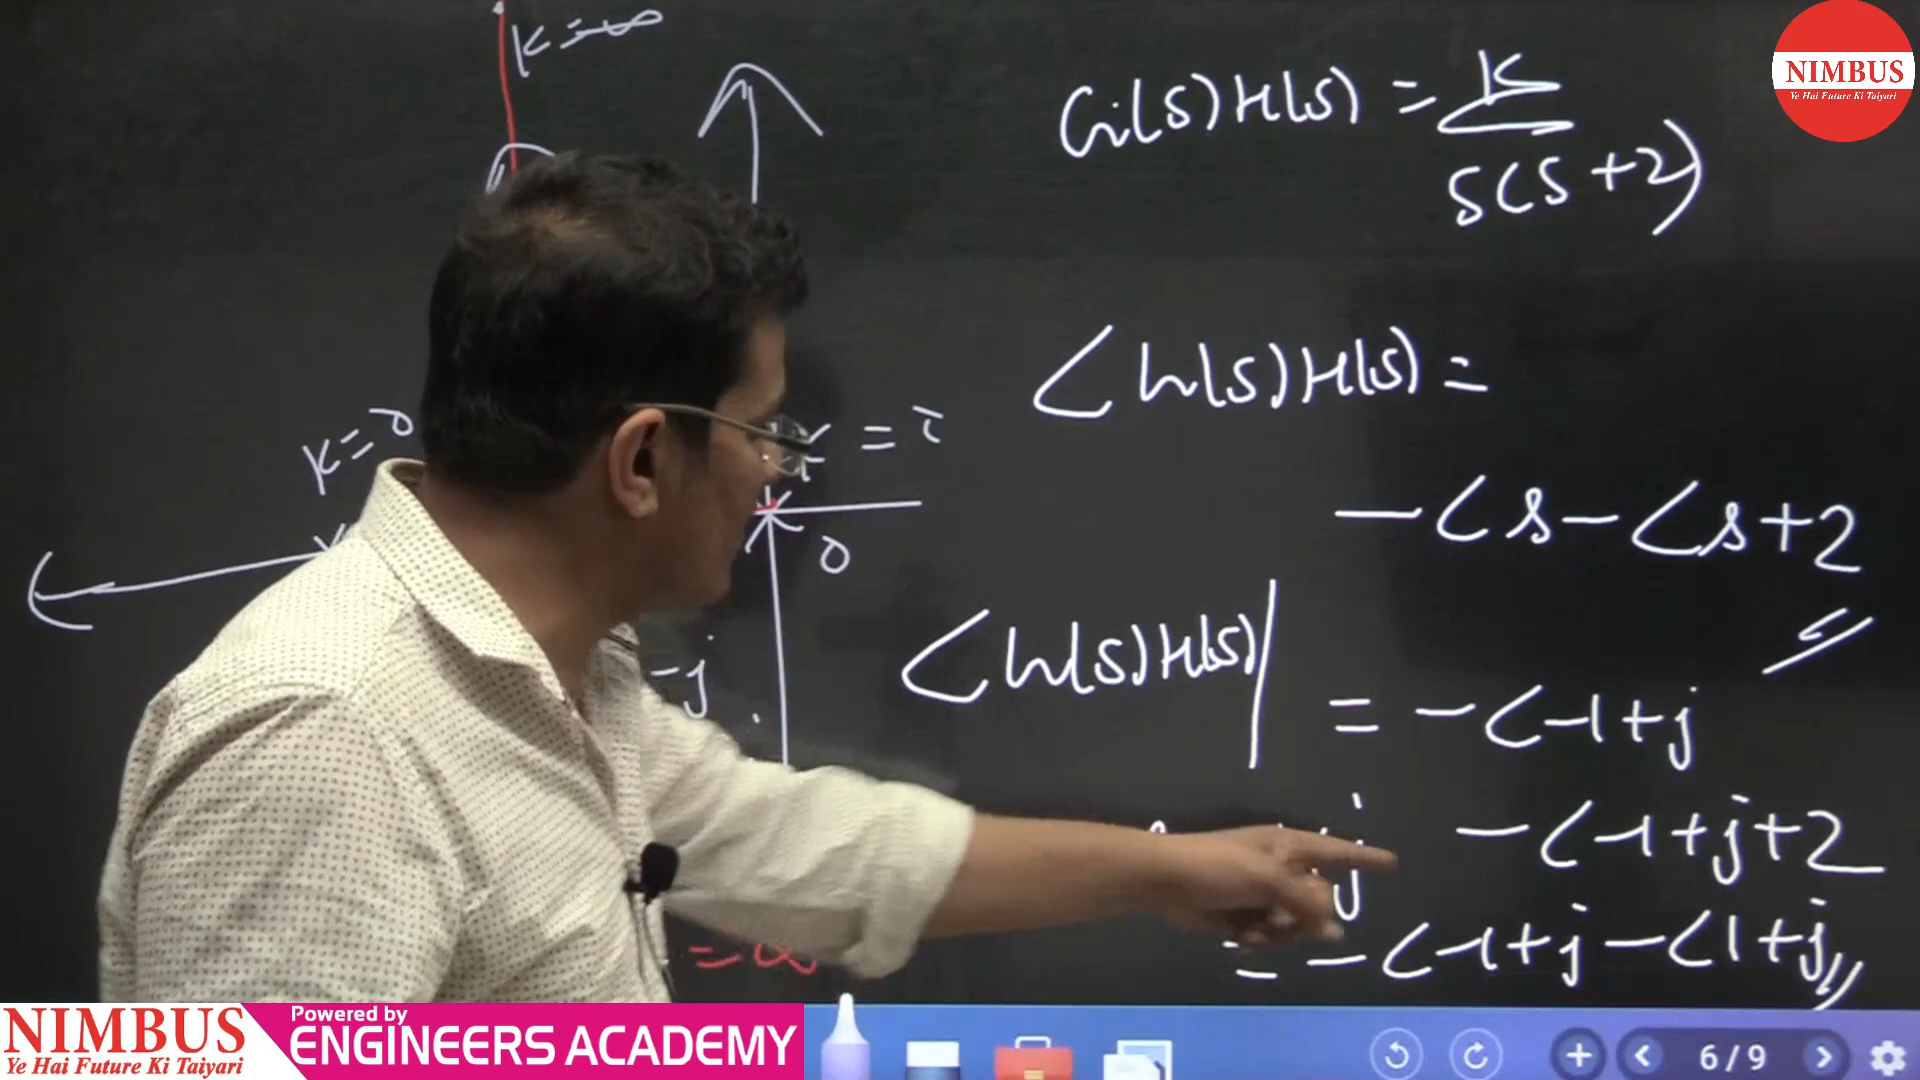 K=∞
G(s)H(s) = K
s(s+2)
∠G(s)H(s) =
K=0
-∠s-∠s+2
0
∠G(s)H(s)|
= -∠-1+j
-j
-∠-1+j+2
= -∠-1+j-∠1+j
=∞
NIMBUS
Ye Hai Future Ki Taiyari
NIMBUS
Ye Hai Future Ki Taiyari
Powered by
ENGINEERS ACADEMY
6/9